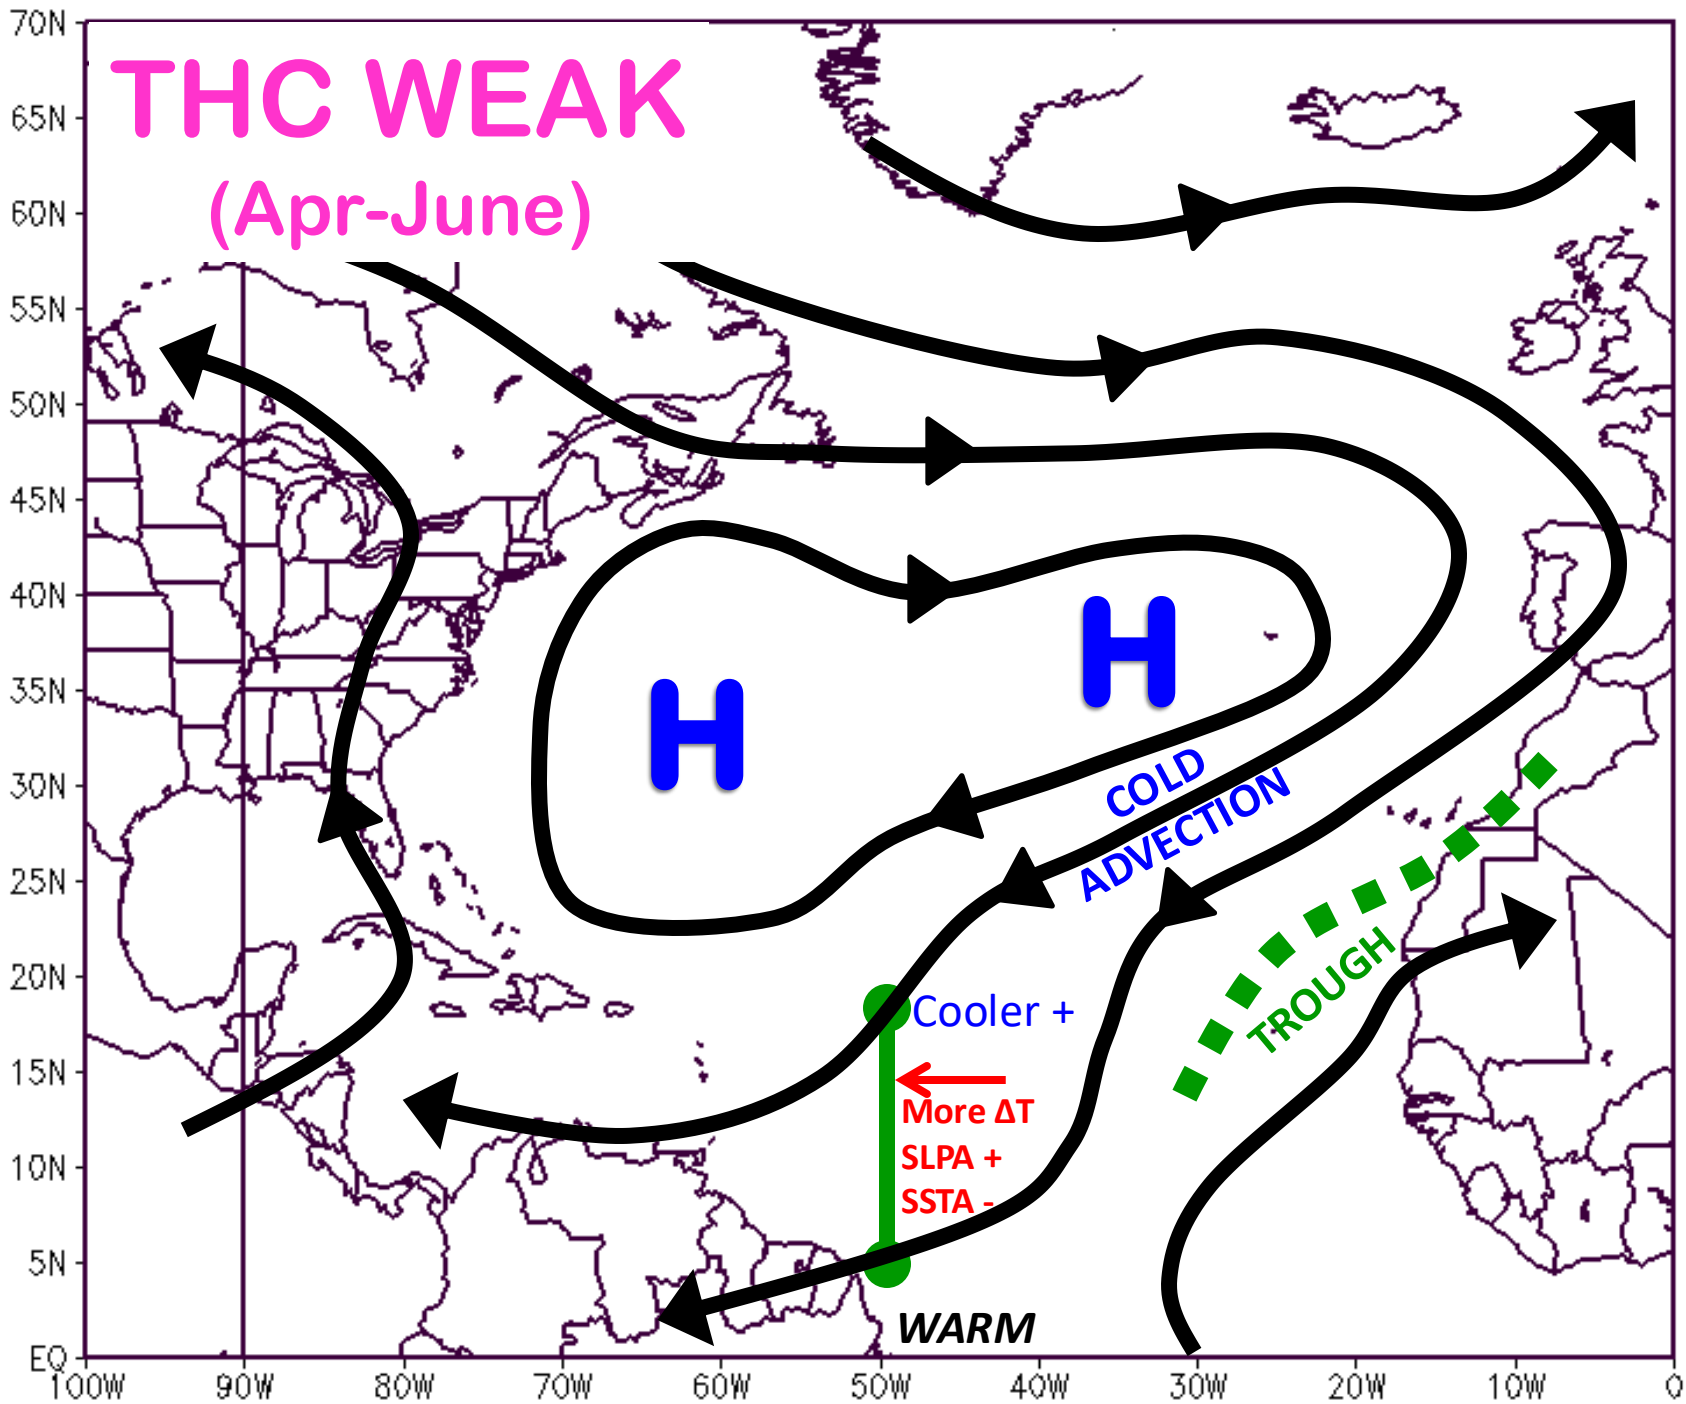 70N
THC WEAK
(Apr-June)
65N
60N
55N
50N
45N
40N
35N
30N
25N
20N
15N
10N
5N
EQ
H
H
COLD
ADVECTION
TROUGH
Cooler +
More ΔT
SLPA +
SSTA -
WARM
100W 90W 80W 70W 60W 50W 40W 30W 20W 10W 0